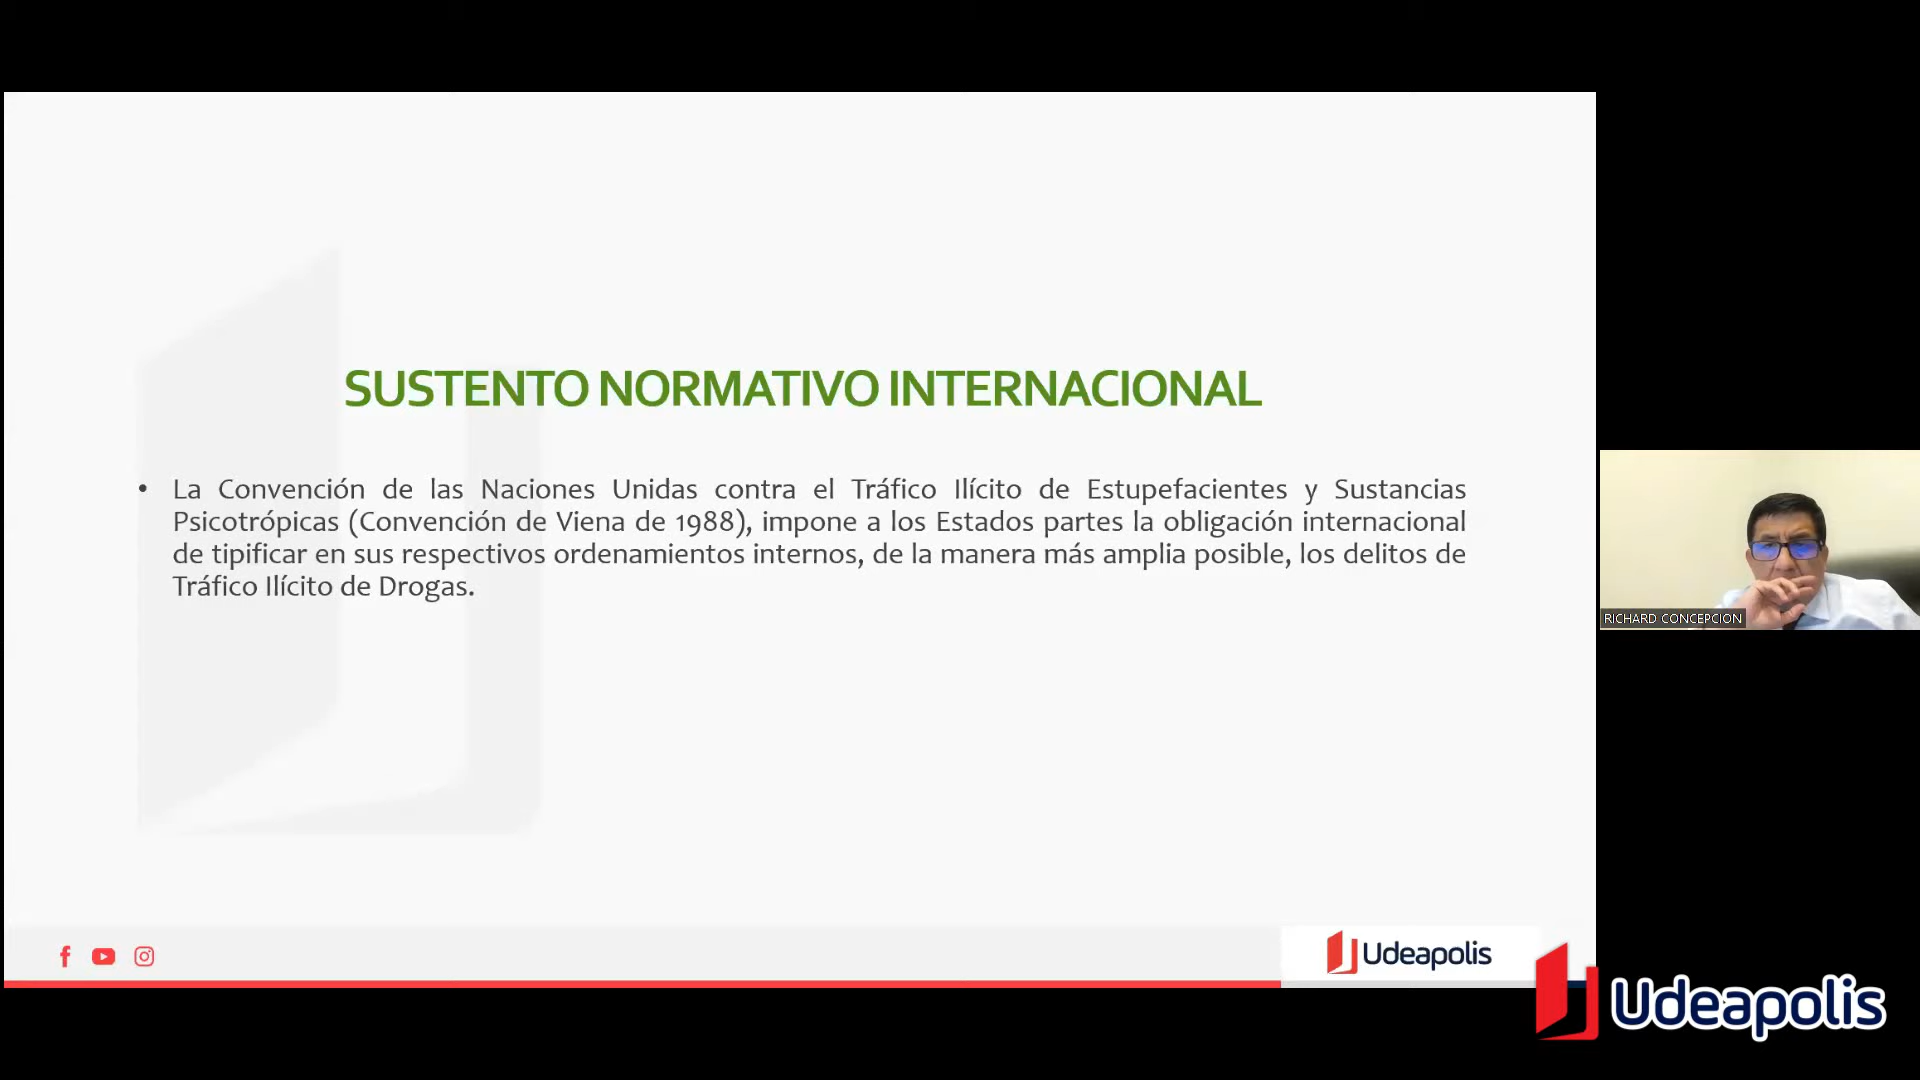 SUSTENTO NORMATIVO INTERNACIONAL
• La Convención de las Naciones Unidas contra el Tráfico Ilícito de Estupefacientes y Sustancias
Psicotrópicas (Convención de Viena de 1988), impone a los Estados partes la obligación internacional
de tipificar en sus respectivos ordenamientos internos, de la manera más amplia posible, los delitos de
Tráfico Ilícito de Drogas.
RICHARD CONCEPCION
Udeapolis
Udeapolis